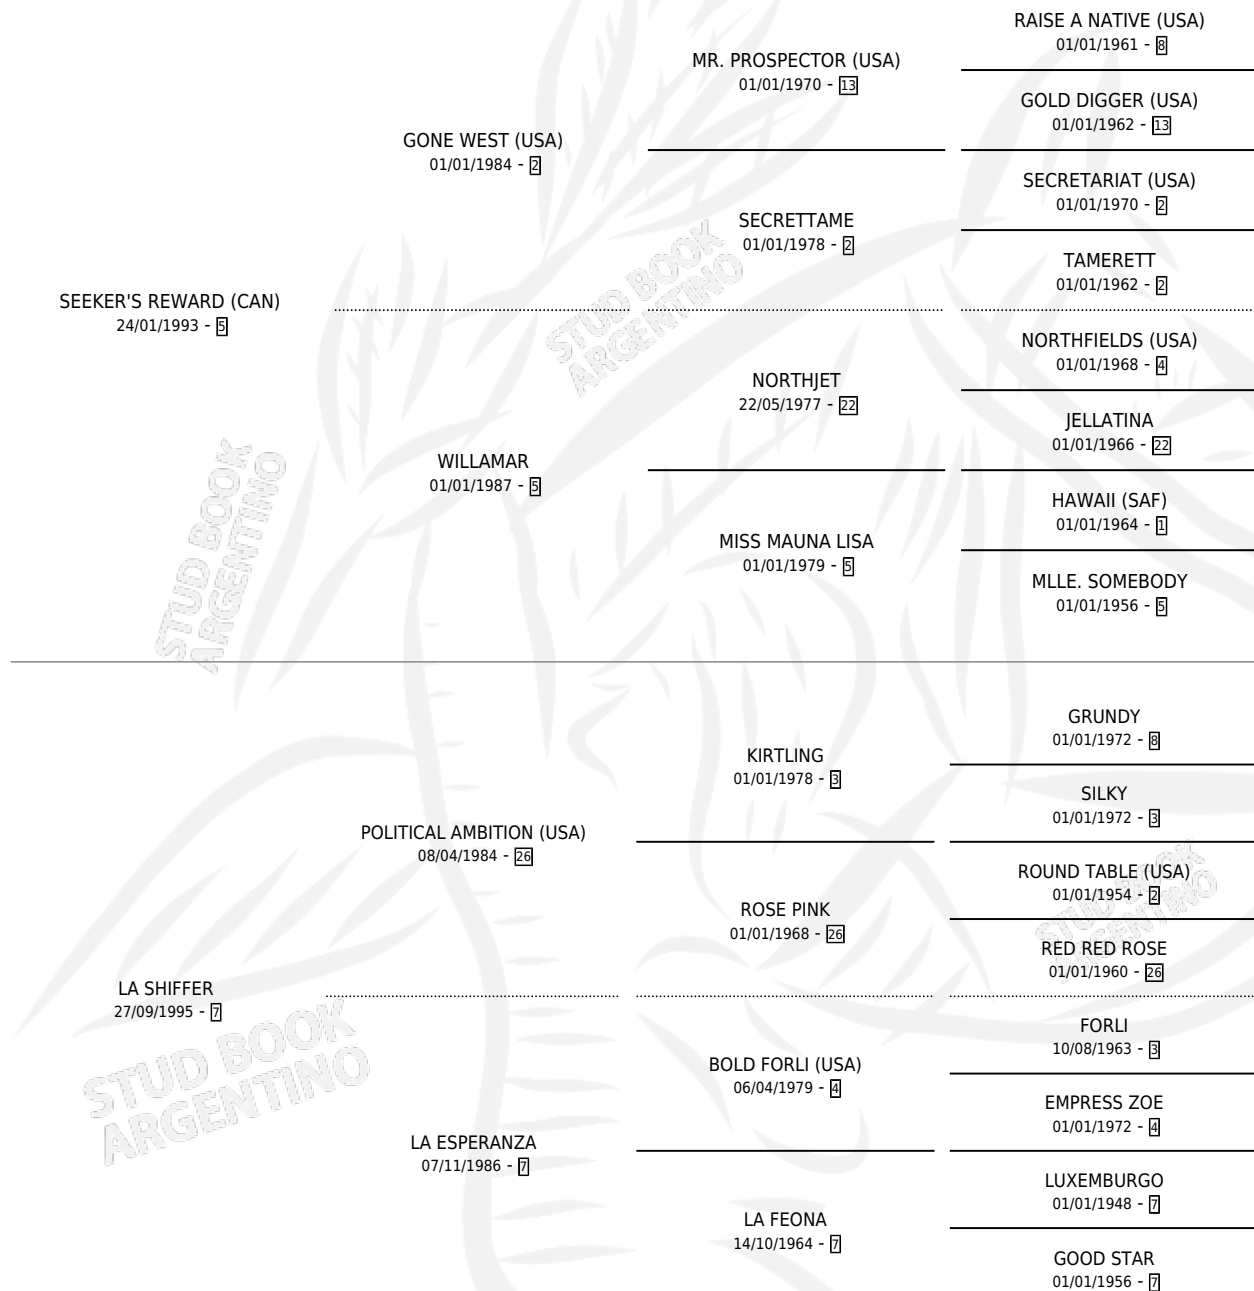 RAISE A NATIVE (USA)
01/01/1961 - 8
MR. PROSPECTOR (USA)
01/01/1970 - 13
GOLD DIGGER (USA)
01/01/1962 - 13
GONE WEST (USA)
01/01/1984 - 2
SECRETARIAT (USA)
01/01/1970 - 2
SECRETTAME
01/01/1978 - 2
TAMERETT
01/01/1962 - 2
SEEKER'S REWARD (CAN)
24/01/1993 - 5
NORTHFIELDS (USA)
01/01/1968 - 4
NORTHJET
22/05/1977 - 22
JELLATINA
01/01/1966 - 22
WILLAMAR
01/01/1987 - 5
HAWAII (SAF)
01/01/1964 - 1
MISS MAUNA LISA
01/01/1979 - 5
MLLE. SOMEBODY
01/01/1956 - 5
GRUNDY
01/01/1972 - 8
KIRTLING
01/01/1978 - 3
SILKY
01/01/1972 - 3
POLITICAL AMBITION (USA)
08/04/1984 - 26
ROUND TABLE (USA)
01/01/1954 - 2
ROSE PINK
01/01/1968 - 26
RED RED ROSE
01/01/1960 - 26
LA SHIFFER
27/09/1995 - 7
FORLI
10/08/1963 - 3
BOLD FORLI (USA)
06/04/1979 - 4
EMPRESS ZOE
01/01/1972 - 4
LA ESPERANZA
07/11/1986 - 7
LUXEMBURGO
01/01/1948 - 7
LA FEONA
14/10/1964 - 7
GOOD STAR
01/01/1956 - 7
STUD BOOK
ARGENTINO
STUD BOOK
ARGENTINO
STUD BOOK
ARGENTINO
STUD BOOK
ARGENTINO